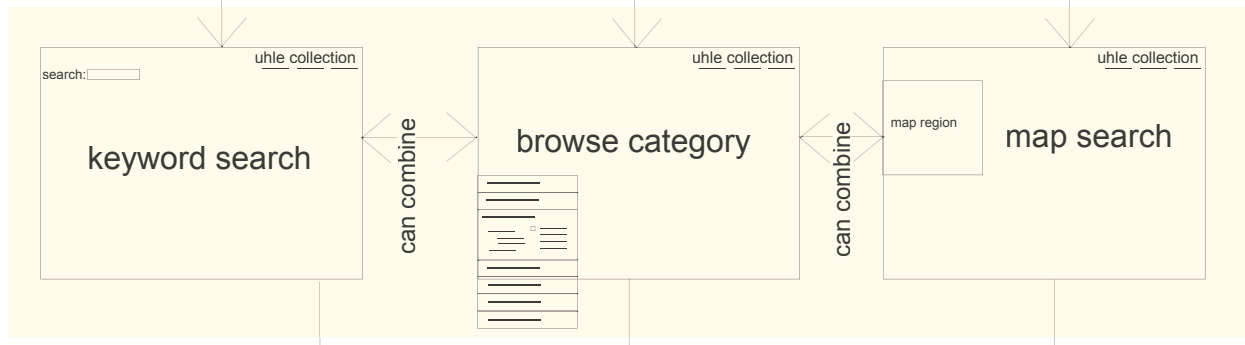 uhle collection
search:
keyword search
can combine
uhle collection
browse category
can combine
uhle collection
map region
map search